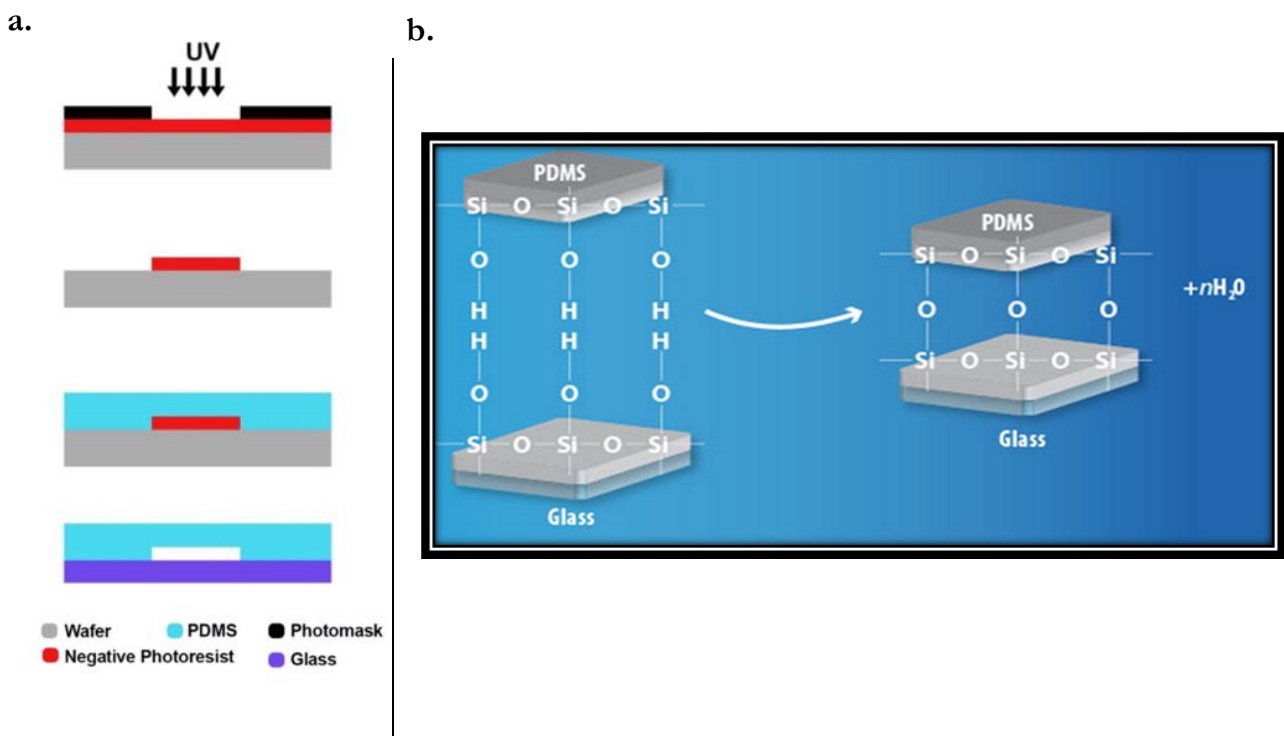 a.
UV
Wafer PDMS Photomask
Negative Photoresist Glass
b.
PDMS
Si O Si O Si
O O O
H H H
H H H
O O O
Si O Si O Si
Glass
PDMS
Si O Si O Si
O O O
Si O Si O Si
Glass
+nH₂O